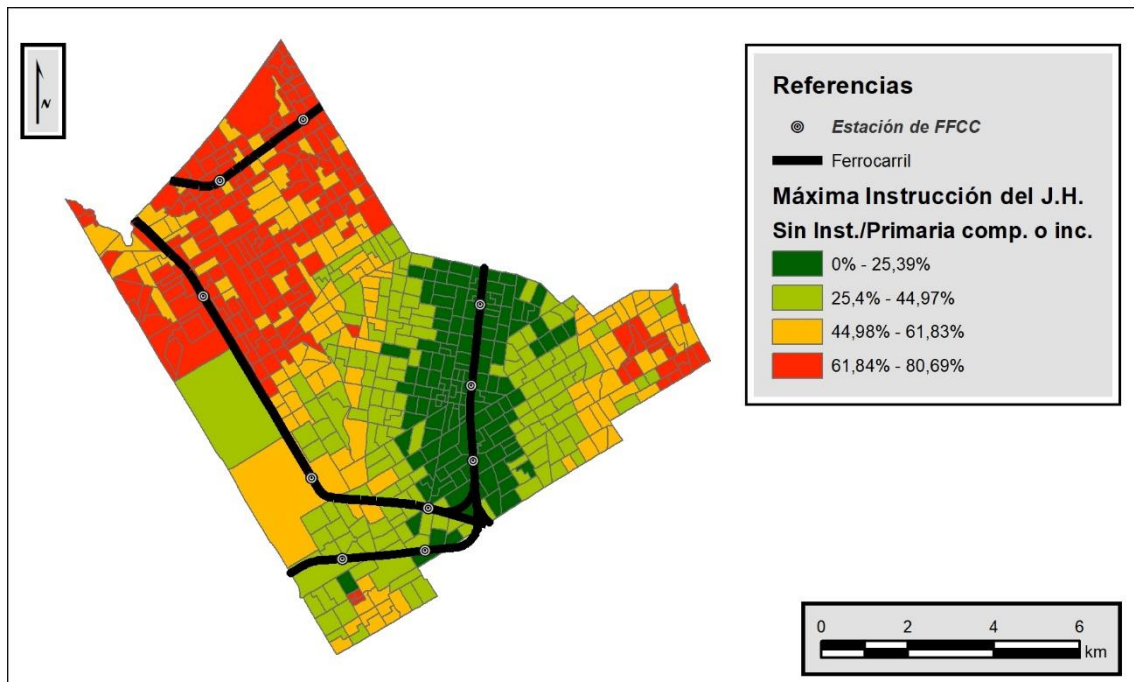 N
Referencias
Estación de FFCC
Ferrocarril
Máxima Instrucción del J.H.
Sin Inst./Primaria comp. o inc.
0% - 25,39%
25,4% - 44,97%
44,98% - 61,83%
61,84% - 80,69%
0 2 4 6
km